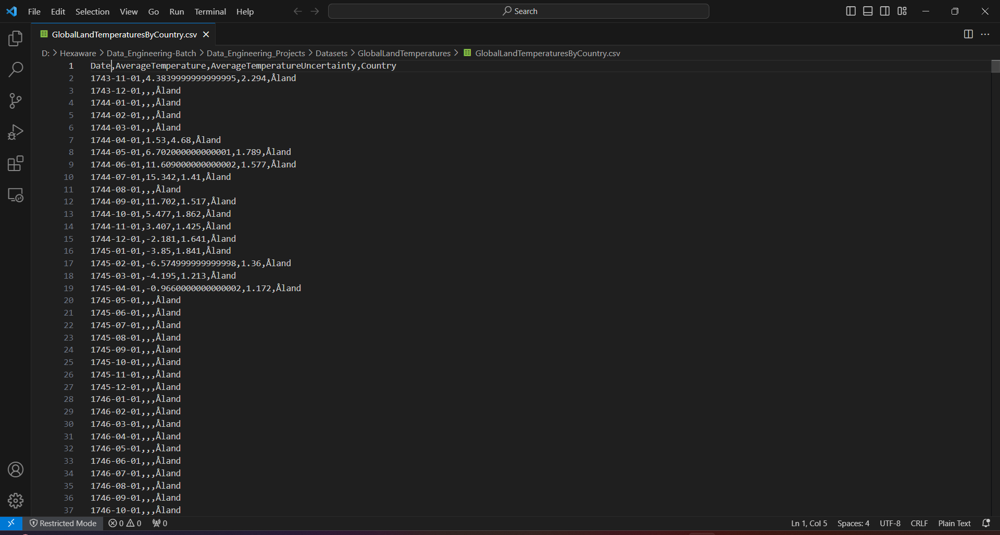 File Edit Selection View Go Run Terminal Help Search
GlobalLandTemperaturesByCountry.csv
D: > Hexaware > Data_Engineering-Batch > Data_Engineering_Projects > Datasets > GlobalLandTemperatures > GlobalLandTemperaturesByCountry.csv
1 Date,AverageTemperature,AverageTemperatureUncertainty,Country
2 1743-11-01,4.3839999999999995,2.294,Åland
3 1743-12-01,,,Åland
4 1744-01-01,,,Åland
5 1744-02-01,,,Åland
6 1744-03-01,,,Åland
7 1744-04-01,1.53,4.68,Åland
8 1744-05-01,6.702000000000001,1.789,Åland
9 1744-06-01,11.609000000000002,1.577,Åland
10 1744-07-01,15.342,1.41,Åland
11 1744-08-01,,,Åland
12 1744-09-01,11.702,1.517,Åland
13 1744-10-01,5.477,1.862,Åland
14 1744-11-01,3.407,1.425,Åland
15 1744-12-01,-2.181,1.641,Åland
16 1745-01-01,-3.85,1.841,Åland
17 1745-02-01,-6.574999999999998,1.36,Åland
18 1745-03-01,-4.195,1.213,Åland
19 1745-04-01,-0.9660000000000002,1.172,Åland
20 1745-05-01,,,Åland
21 1745-06-01,,,Åland
22 1745-07-01,,,Åland
23 1745-08-01,,,Åland
24 1745-09-01,,,Åland
25 1745-10-01,,,Åland
26 1745-11-01,,,Åland
27 1745-12-01,,,Åland
28 1746-01-01,,,Åland
29 1746-02-01,,,Åland
30 1746-03-01,,,Åland
31 1746-04-01,,,Åland
32 1746-05-01,,,Åland
33 1746-06-01,,,Åland
34 1746-07-01,,,Åland
35 1746-08-01,,,Åland
36 1746-09-01,,,Åland
37 1746-10-01,,,Åland
Restricted Mode 0 0 0 Ln 1, Col 5 Spaces: 4 UTF-8 CRLF Plain Text